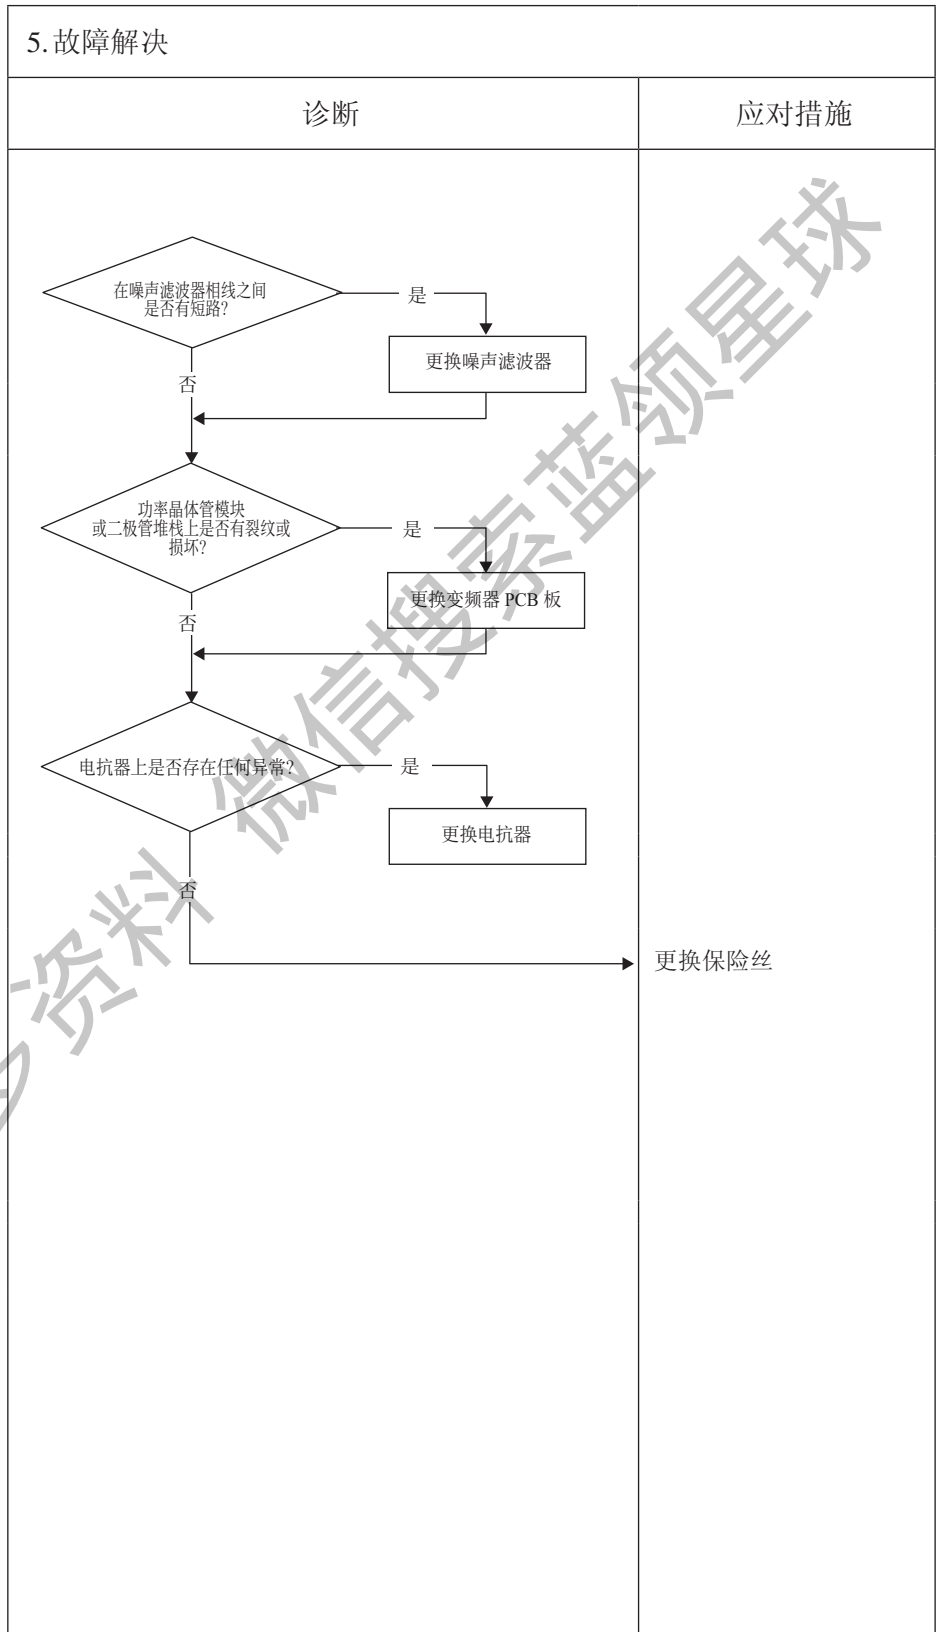 5.故障解决
诊断
应对措施
在噪声滤波器相线之间
是否有短路?
是
更换噪声滤波器
否
功率晶体管模块
或二极管堆栈上是否有裂纹或
损坏?
是
更换变频器 PCB 板
否
电抗器上是否存在任何异常?
是
更换电抗器
否
更换保险丝
资料 微信搜索蓝领星球